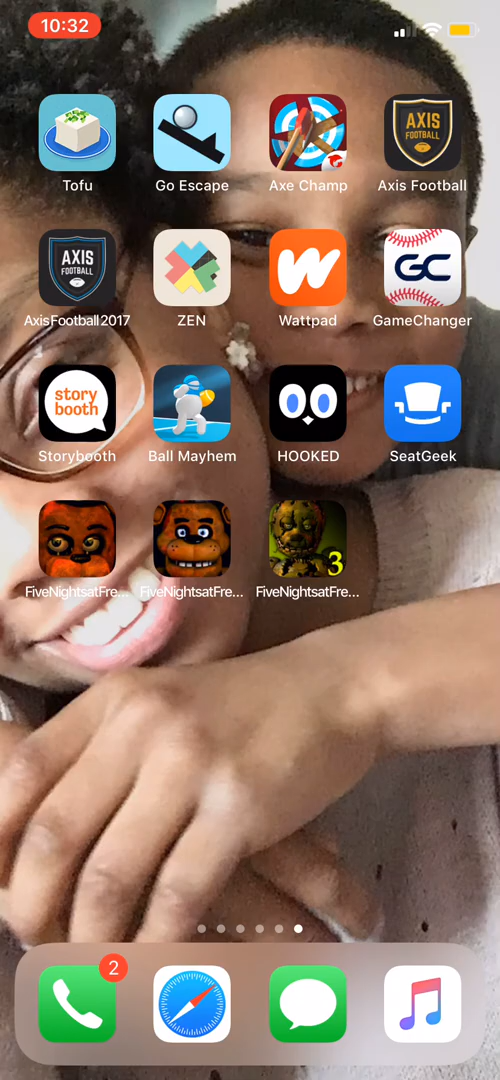 10:32
Tofu
Go Escape
Axe Champ
AXIS
FOOTBALL
Axis Football
AXIS
FOOTBALL
AxisFootball2017
ZEN
Wattpad
GC
GameChanger
story
booth
Storybooth
Ball Mayhem
HOOKED
SeatGeek
FiveNightsatFre...
FiveNightsatFre...
3
FiveNightsatFre...
2